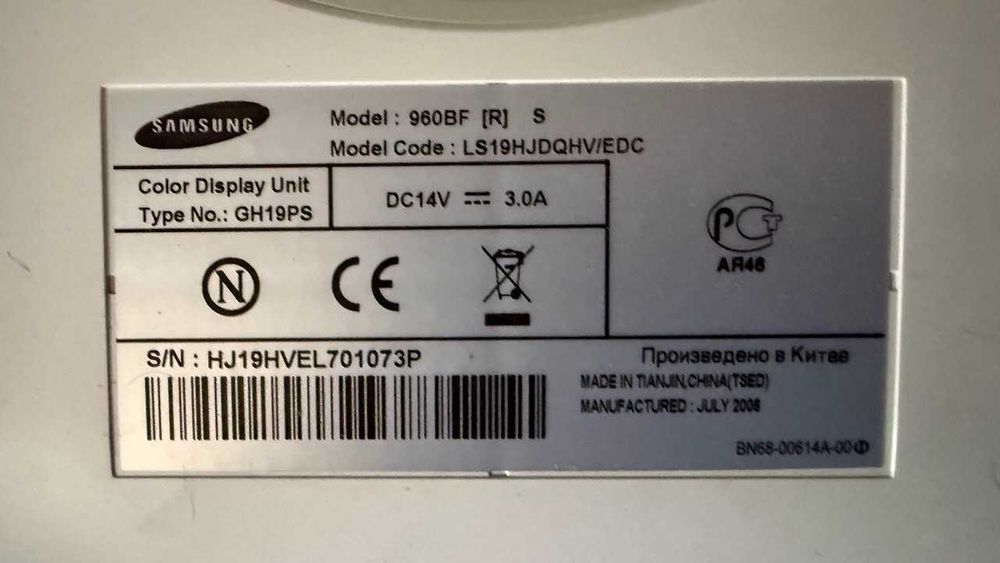 SAMSUNG
Model : 960BF [R] S
Model Code : LS19HJDQHV/EDC
Color Display Unit
Type No.: GH19PS
DC14V 3.0A
N
CE
РСТ
АЯ46
S/N : HJ19HVEL701073P
Произведено в Китае
MADE IN TIANJIN,CHINA(TSED)
MANUFACTURED : JULY 2006
BN68-00614A-00Ф